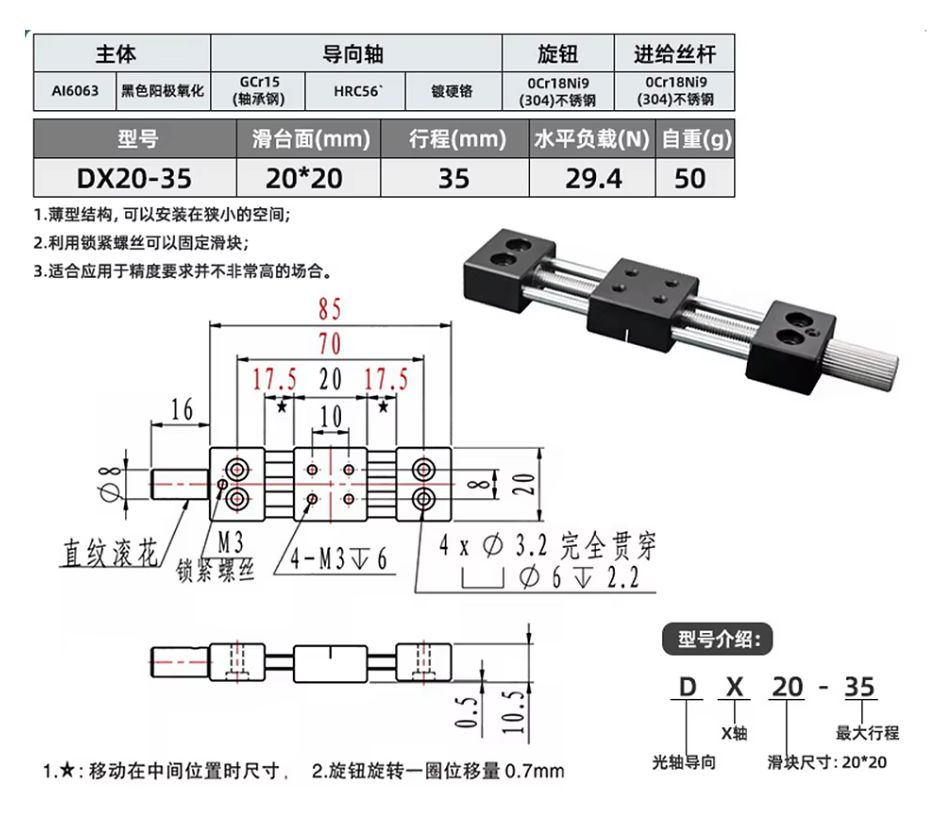 主体 导向轴 旋钮 进给丝杆
AI6063 黑色阳极氧化 GCr15 (轴承钢) HRC56` 镀硬铬 0Cr18Ni9 (304)不锈钢 0Cr18Ni9 (304)不锈钢
型号 滑台面(mm) 行程(mm) 水平负载(N) 自重(g)
DX20-35 20*20 35 29.4 50
1.薄型结构, 可以安装在狭小的空间;
2.利用锁紧螺丝可以固定滑块;
3.适合应用于精度要求并不非常高的场合。
85
70
17.5 20 17.5
★ ★
16 10
∅8 8 20
直纹滚花
M3
锁紧螺丝
4-M3↧6
4 x ∅ 3.2 完全贯穿
⌴ ∅ 6 ↧ 2.2
0.5 10.5
1.★: 移动在中间位置时尺寸, 2.旋钮旋转一圈位移量 0.7mm
型号介绍:
D X 20 - 35
X轴 最大行程
光轴导向 滑块尺寸: 20*20